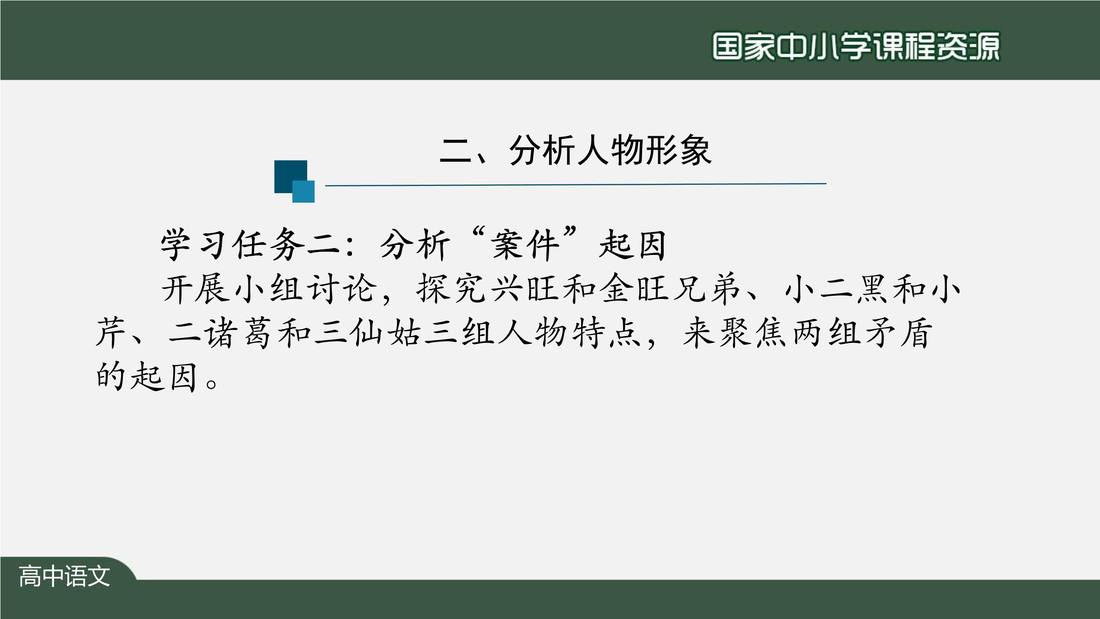 国家中小学课程资源
二、分析人物形象
学习任务二：分析“案件”起因
开展小组讨论，探究兴旺和金旺兄弟、小二黑和小
芹、二诸葛和三仙姑三组人物特点，来聚焦两组矛盾
的起因。
高中语文